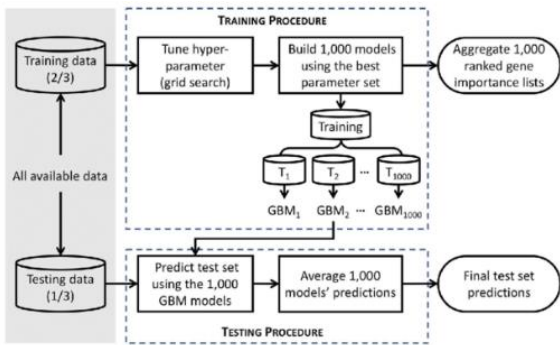 TRAINING PROCEDURE
Training data
(2/3)
Tune hyper-
parameter
(grid search)
Build 1,000 models
using the best
parameter set
Aggregate 1,000
ranked gene
importance lists
Training
T1 T2 ... T1000
GBM1 GBM2 ... GBM1000
All available data
Testing data
(1/3)
Predict test set
using the 1,000
GBM models
Average 1,000
models' predictions
Final test set
predictions
TESTING PROCEDURE